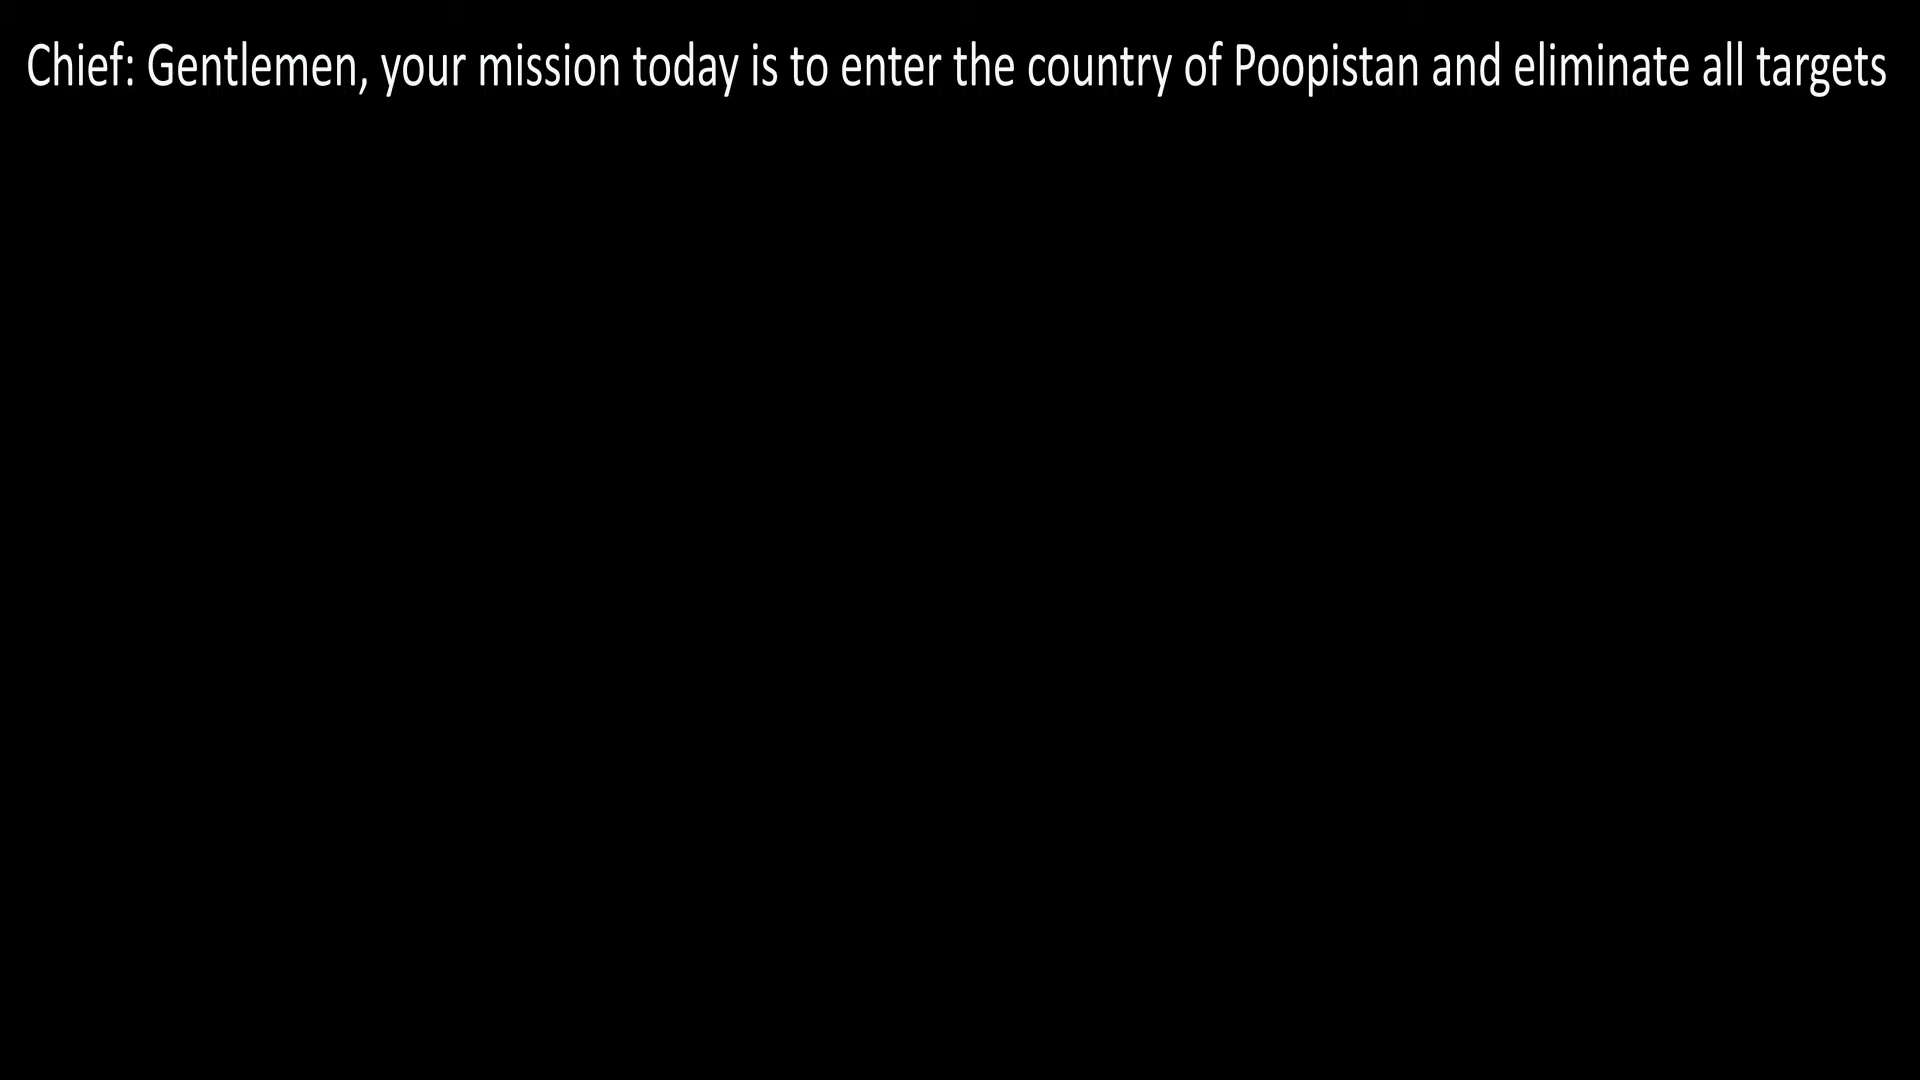 Chief: Gentlemen, your mission today is to enter the country of Poopistan and eliminate all targets